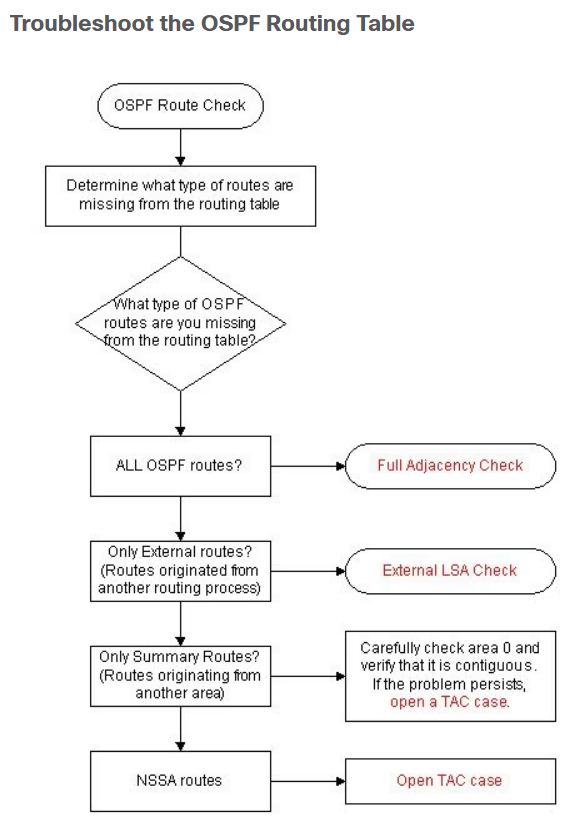 Troubleshoot the OSPF Routing Table
OSPF Route Check
Determine what type of routes are
missing from the routing table
What type of OSPF
routes are you missing
from the routing table?
ALL OSPF routes?
Full Adjacency Check
Only External routes?
(Routes originated from
another routing process)
External LSA Check
Only Summary Routes?
(Routes originating from
another area)
Carefully check area 0 and
verify that it is contiguous.
If the problem persists,
open a TAC case.
NSSA routes
Open TAC case